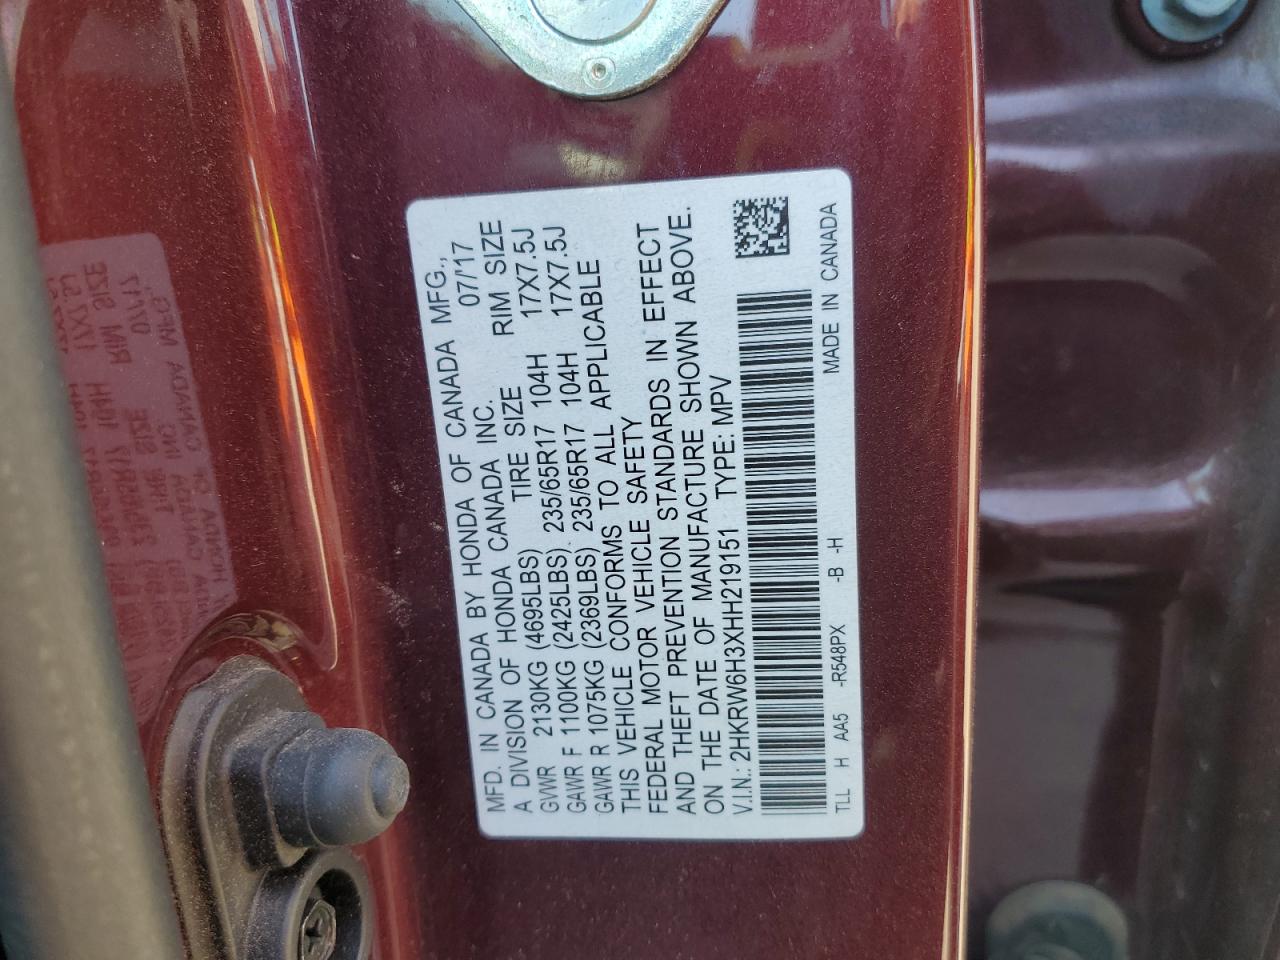 MFD. IN CANADA BY HONDA OF CANADA MFG.,
A DIVISION OF HONDA CANADA INC. 07/'17
GVWR 2130KG (4695LBS) TIRE SIZE RIM SIZE
GAWR F 1100KG (2425LBS) 235/65R17 104H 17X7.5J
GAWR R 1075KG (2369LBS) 235/65R17 104H 17X7.5J
THIS VEHICLE CONFORMS TO ALL APPLICABLE
FEDERAL MOTOR VEHICLE SAFETY
AND THEFT PREVENTION STANDARDS IN EFFECT
ON THE DATE OF MANUFACTURE SHOWN ABOVE.
V.I.N.: 2HKRW6H3XHH219151 TYPE: MPV
TLL H AA5 -R548PX -B -H MADE IN CANADA